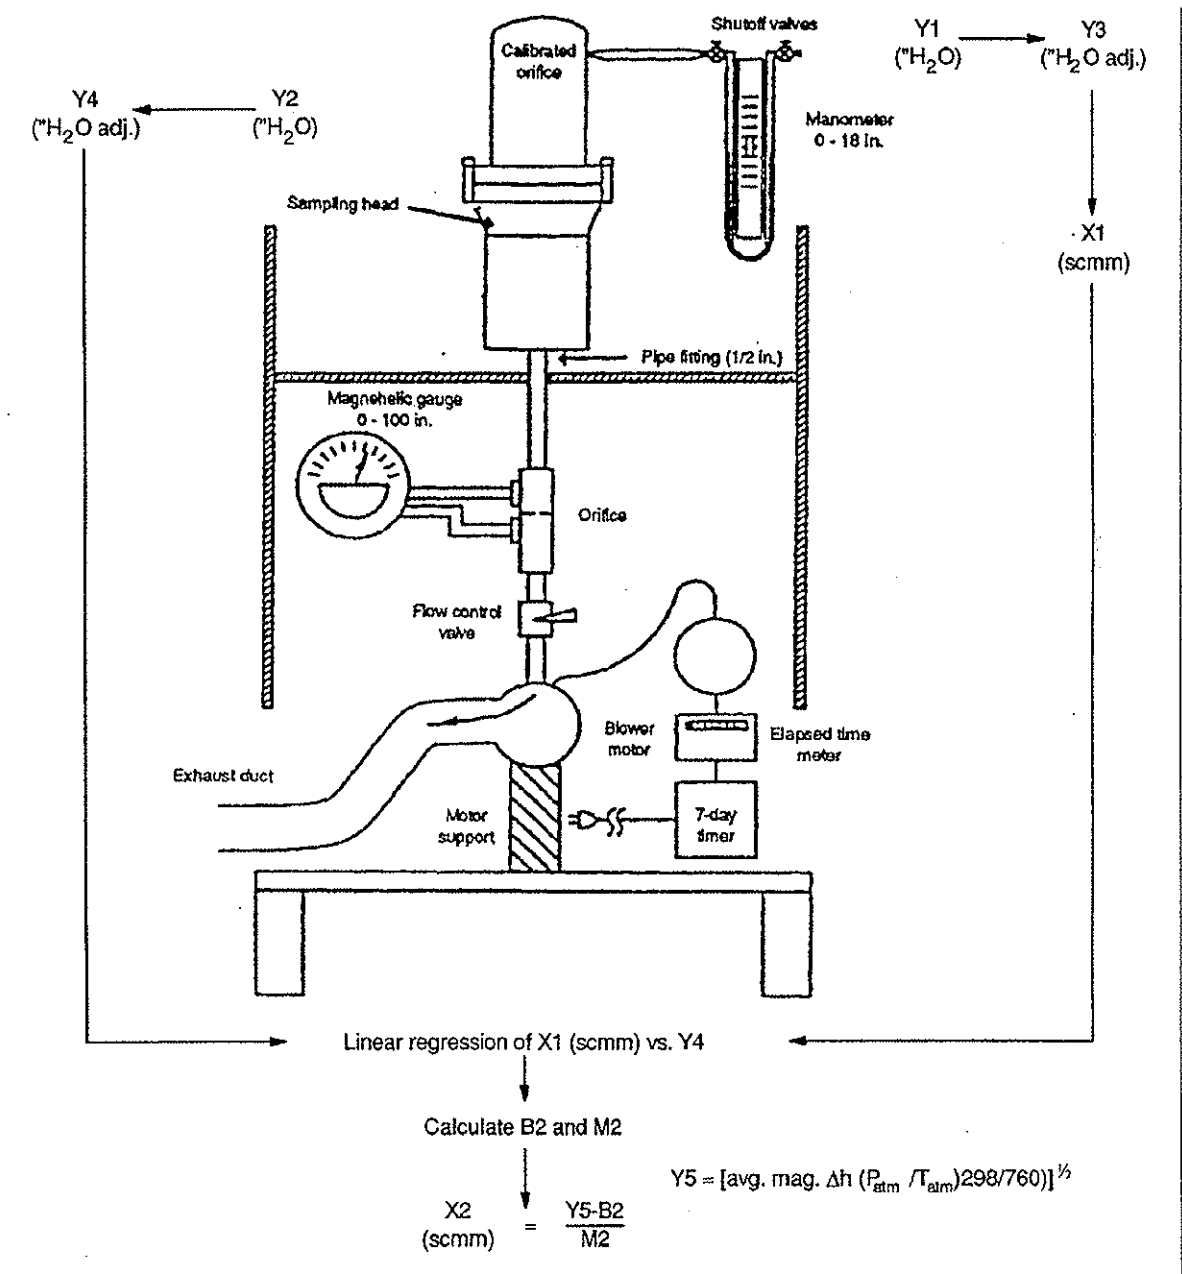 Shutoff valves
Calibrated
orifice
Y1
("H2O)
Y3
("H2O adj.)
Y4
("H2O adj.)
Y2
("H2O)
Manometer
0 - 18 in.
Sampling head
X1
(scmm)
Pipe fitting (1/2 in.)
Magnehelic gauge
0 - 100 in.
Orifice
Flow control
valve
Blower
motor
Elapsed time
meter
Exhaust duct
Motor
support
7-day
timer
Linear regression of X1 (scmm) vs. Y4
Calculate B2 and M2
Y5 = [avg. mag. Δh (Patm /Tatm)298/760)]½
X2
(scmm)
= Y5-B2
M2